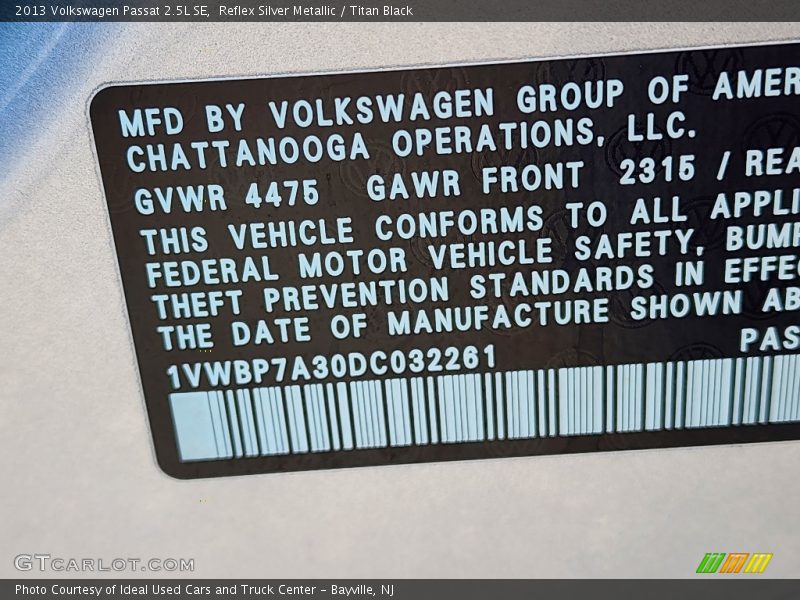 2013 Volkswagen Passat 2.5L SE, Reflex Silver Metallic / Titan Black
MFD BY VOLKSWAGEN GROUP OF AMER
CHATTANOOGA OPERATIONS, LLC.
GVWR 4475 GAWR FRONT 2315 / REA
THIS VEHICLE CONFORMS TO ALL APPLI
FEDERAL MOTOR VEHICLE SAFETY, BUMP
THEFT PREVENTION STANDARDS IN EFFEC
THE DATE OF MANUFACTURE SHOWN AB
1VWBP7A30DC032261 PAS
GTCARLOT.COM
Photo Courtesy of Ideal Used Cars and Truck Center – Bayville, NJ